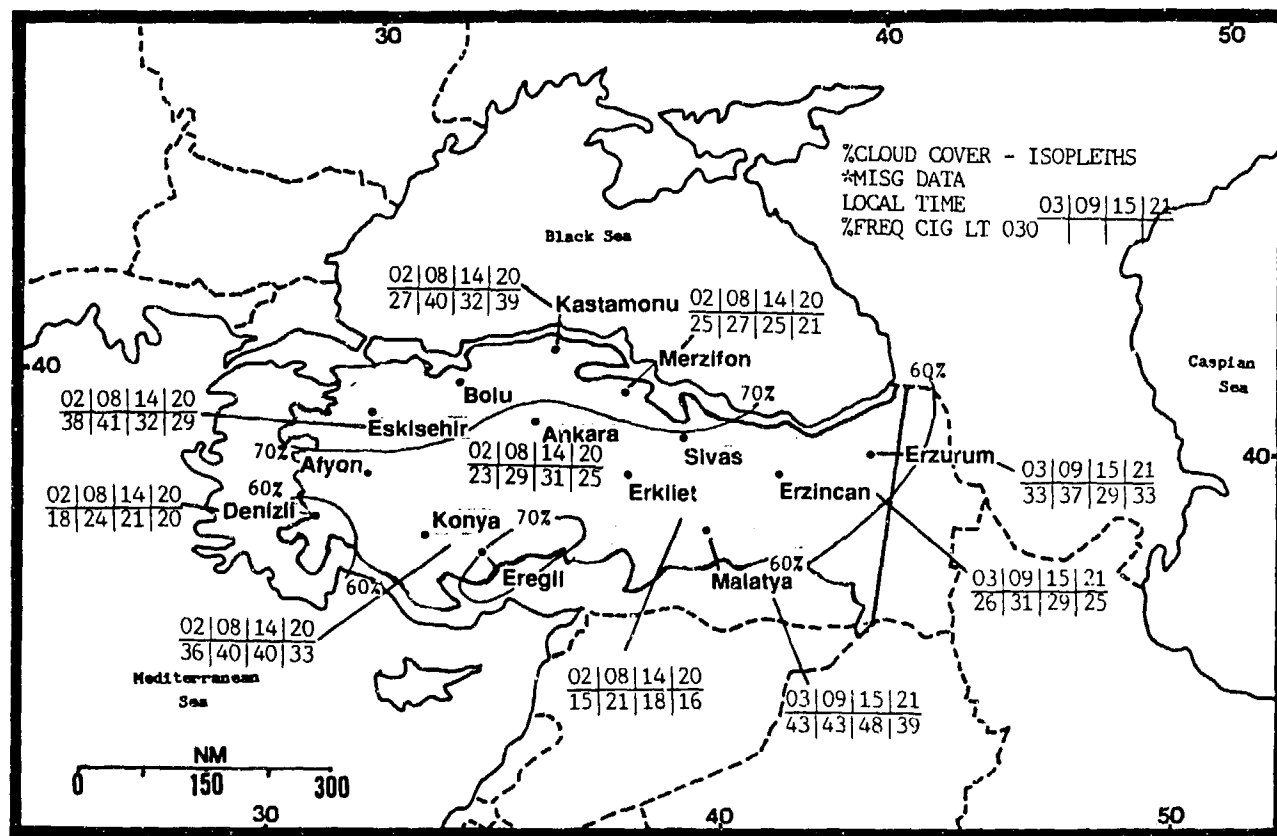 30 40 50
%CLOUD COVER - ISOPLETHS
*MISG DATA
LOCAL TIME 03|09|15|21
%FREQ CIG LT 030
Black Sea
02|08|14|20
27|40|32|39
Kastamonu
02|08|14|20
25|27|25|21
Merzifon
40
Caspian
Sea
60%
70%
Bolu
02|08|14|20
38|41|32|29
Eskisehir
Ankara
02|08|14|20
23|29|31|25
Sivas
Erzurum
40
03|09|15|21
33|37|29|33
70%
Afyon
Erkilet
Erzincan
60%
02|08|14|20
18|24|21|20
Denizli
Konya
70%
60%
Eregli
60%
Malatya
03|09|15|21
26|31|29|25
02|08|14|20
36|40|40|33
Mediterranean
Sea
02|08|14|20
15|21|18|16
03|09|15|21
43|43|48|39
NM
0 150 300
30 40 50